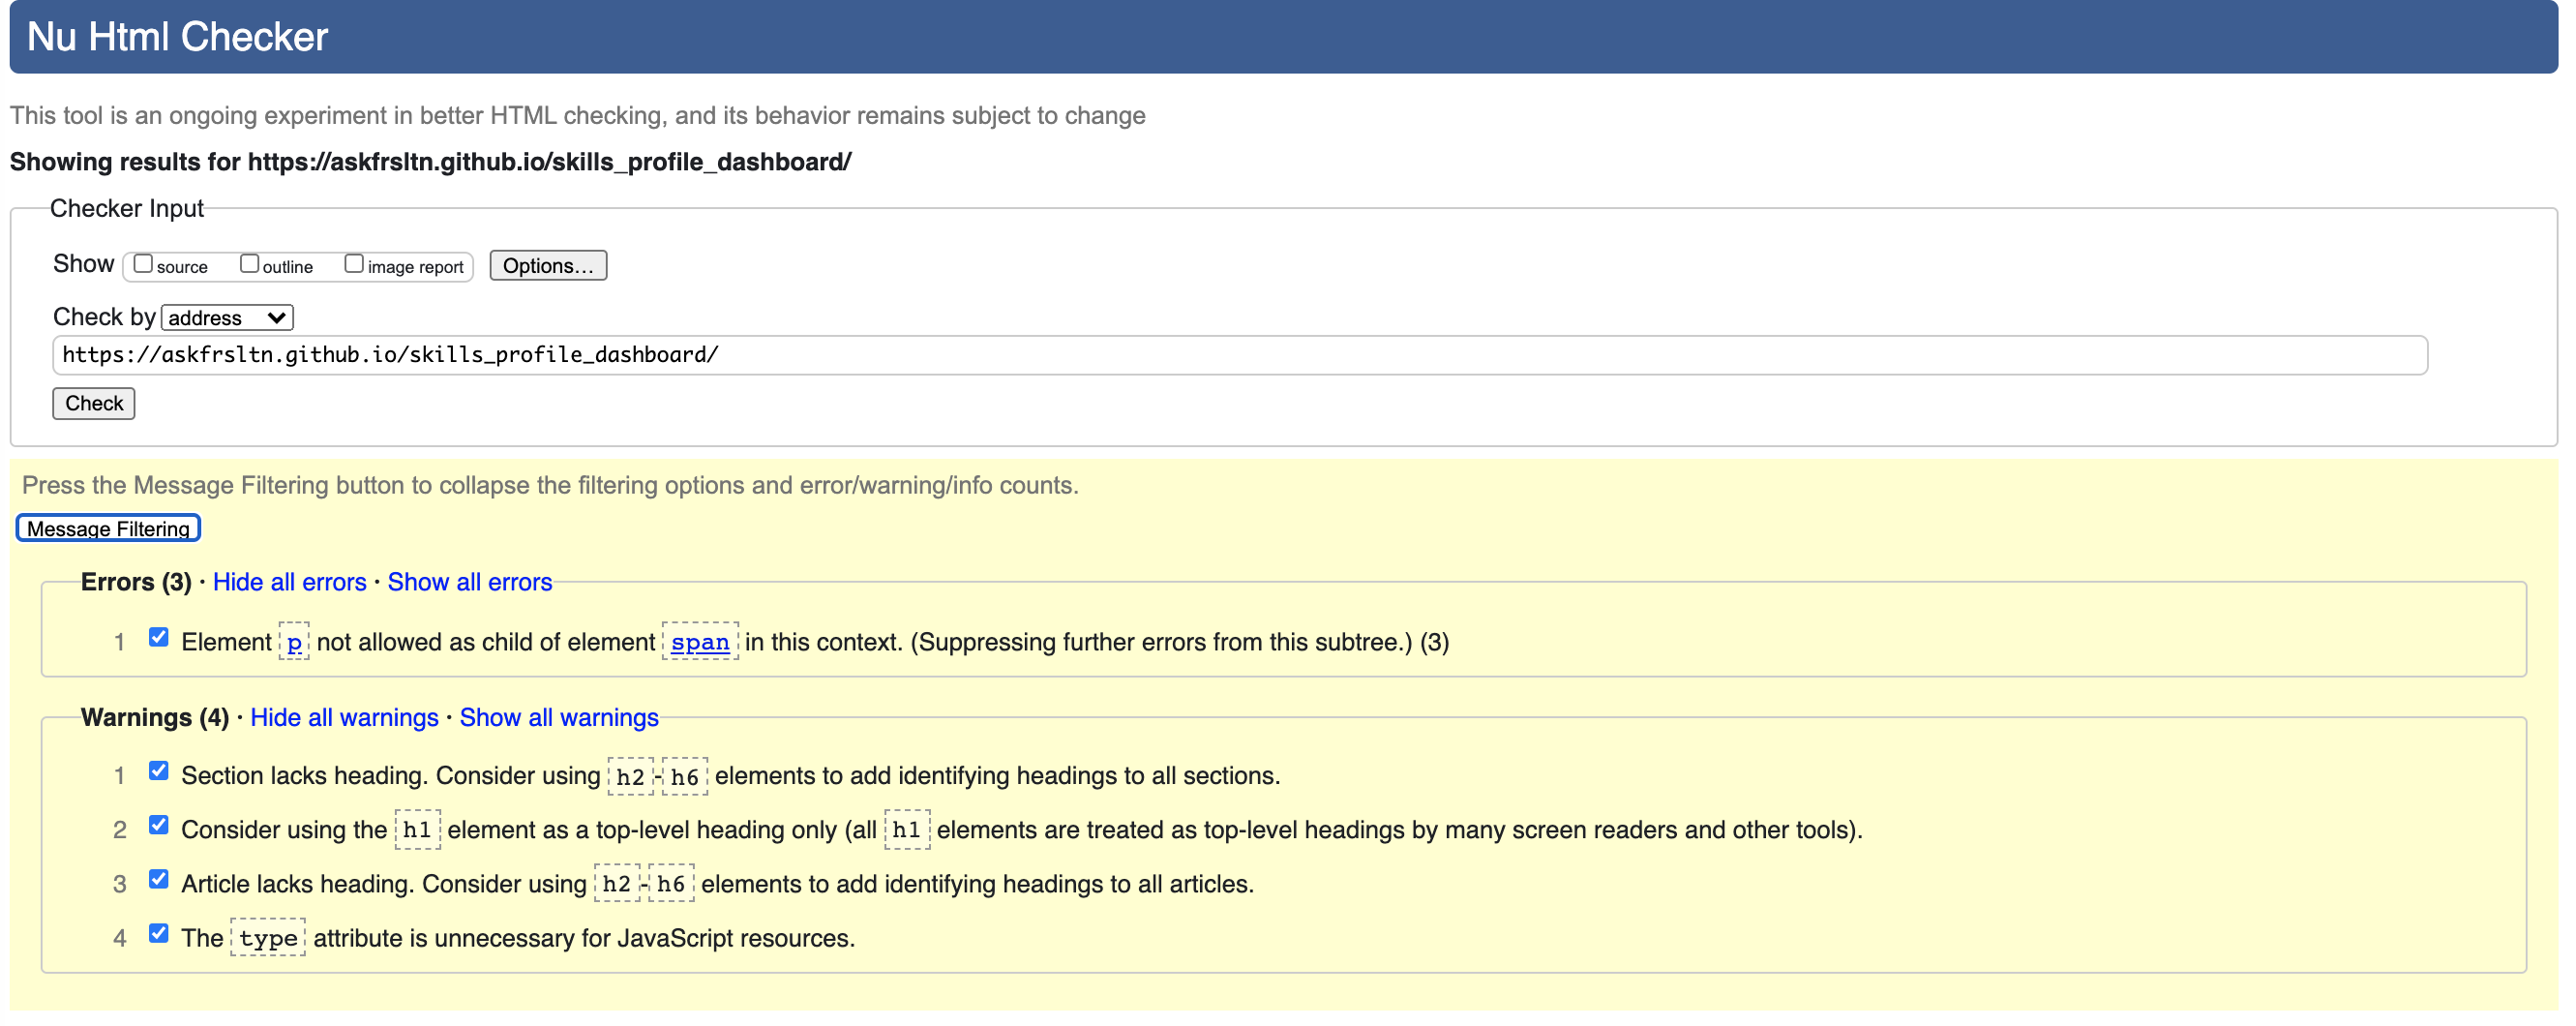 Nu Html Checker
This tool is an ongoing experiment in better HTML checking, and its behavior remains subject to change
Showing results for https://askfrsltn.github.io/skills_profile_dashboard/
Checker Input
Show source outline image report Options…
Check by address
https://askfrsltn.github.io/skills_profile_dashboard/
Check
Press the Message Filtering button to collapse the filtering options and error/warning/info counts.
Message Filtering
Errors (3) · Hide all errors · Show all errors
1 Element p not allowed as child of element span in this context. (Suppressing further errors from this subtree.) (3)
Warnings (4) · Hide all warnings · Show all warnings
1 Section lacks heading. Consider using h2-h6 elements to add identifying headings to all sections.
2 Consider using the h1 element as a top-level heading only (all h1 elements are treated as top-level headings by many screen readers and other tools).
3 Article lacks heading. Consider using h2-h6 elements to add identifying headings to all articles.
4 The type attribute is unnecessary for JavaScript resources.